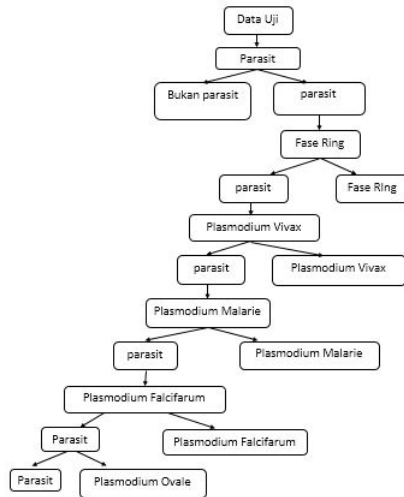 Data Uji
Parasit
Bukan parasit
parasit
Fase Ring
parasit
Fase RIng
Plasmodium Vivax
parasit
Plasmodium Vivax
Plasmodium Malarie
parasit
Plasmodium Malarie
Plasmodium Falcifarum
Parasit
Plasmodium Falcifarum
Parasit
Plasmodium Ovale